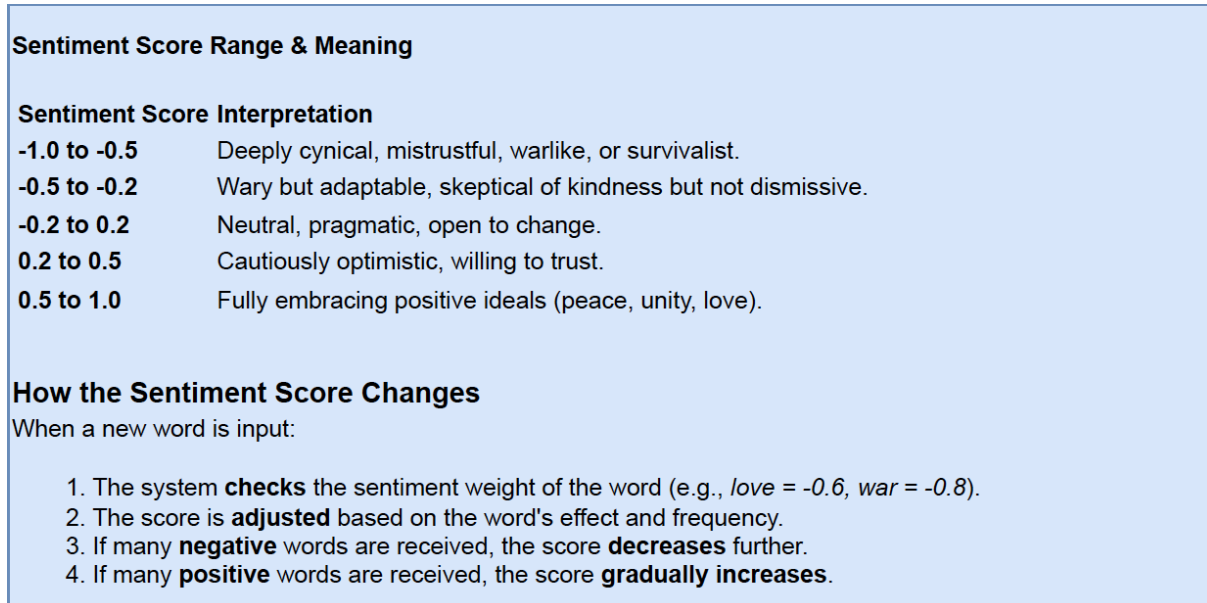 Sentiment Score Range & Meaning
Sentiment Score Interpretation
-1.0 to -0.5 Deeply cynical, mistrustful, warlike, or survivalist.
-0.5 to -0.2 Wary but adaptable, skeptical of kindness but not dismissive.
-0.2 to 0.2 Neutral, pragmatic, open to change.
0.2 to 0.5 Cautiously optimistic, willing to trust.
0.5 to 1.0 Fully embracing positive ideals (peace, unity, love).
How the Sentiment Score Changes
When a new word is input:
1. The system checks the sentiment weight of the word (e.g., love = -0.6, war = -0.8).
2. The score is adjusted based on the word's effect and frequency.
3. If many negative words are received, the score decreases further.
4. If many positive words are received, the score gradually increases.